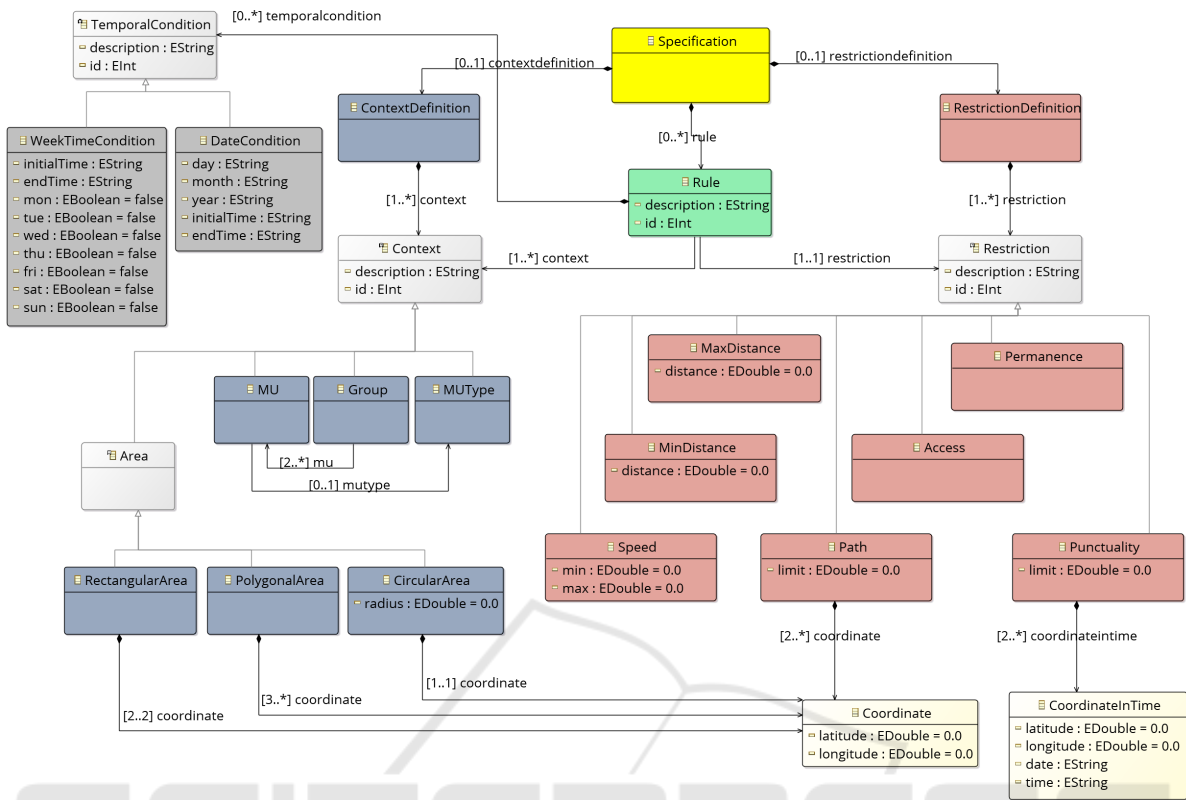 TemporalCondition
description : EString
id : EInt
[0..*] temporalcondition
Specification
[0..1] contextdefinition
[0..1] restrictiondefinition
[0..*] rule
ContextDefinition
RestrictionDefinition
WeekTimeCondition
initialTime : EString
endTime : EString
mon : EBoolean = false
tue : EBoolean = false
wed : EBoolean = false
thu : EBoolean = false
fri : EBoolean = false
sat : EBoolean = false
sun : EBoolean = false
DateCondition
day : EString
month : EString
year : EString
initialTime : EString
endTime : EString
Rule
description : EString
id : EInt
[1..*] context
[1..*] restriction
Context
description : EString
id : EInt
[1..*] context
[1..1] restriction
Restriction
description : EString
id : EInt
MaxDistance
distance : EDouble = 0.0
Permanence
MU
Group
MUType
[2..*] mu
[0..1] mutype
Area
MinDistance
distance : EDouble = 0.0
Access
Speed
min : EDouble = 0.0
max : EDouble = 0.0
Path
limit : EDouble = 0.0
Punctuality
limit : EDouble = 0.0
RectangularArea
PolygonalArea
CircularArea
radius : EDouble = 0.0
[2..*] coordinate
[2..*] coordinateintime
[1..1] coordinate
[3..*] coordinate
[2..2] coordinate
Coordinate
latitude : EDouble = 0.0
longitude : EDouble = 0.0
CoordinateInTime
latitude : EDouble = 0.0
longitude : EDouble = 0.0
date : EString
time : EString